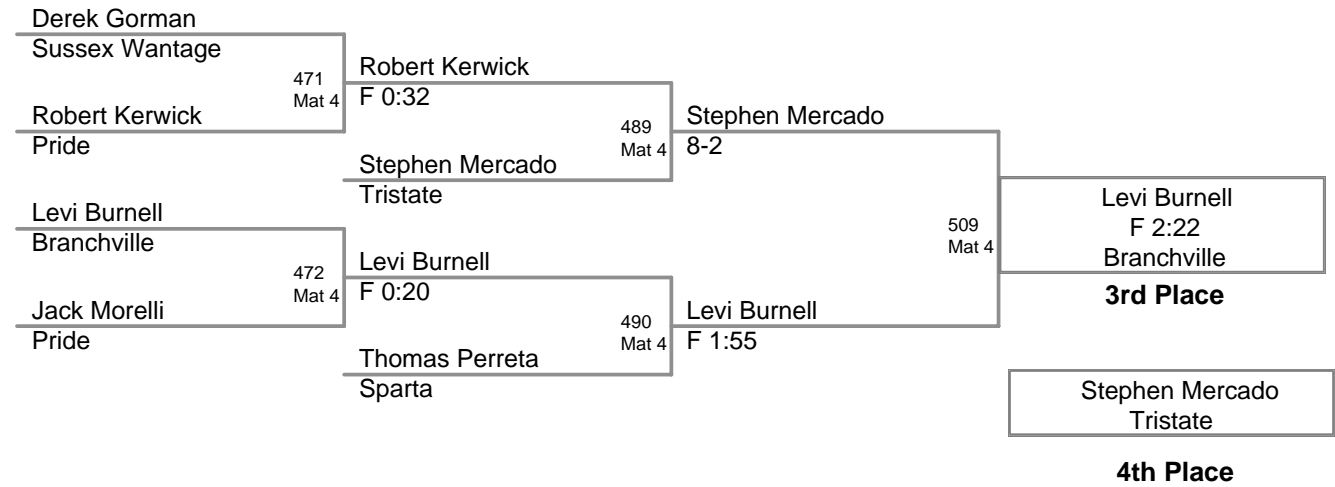 Derek Gorman
Sussex Wantage
471
Mat 4
Robert Kerwick
F 0:32
Robert Kerwick
Pride
489
Mat 4
Stephen Mercado
8-2
Stephen Mercado
Tristate
Levi Burnell
Branchville
509
Mat 4
Levi Burnell
F 2:22
Branchville
3rd Place
472
Mat 4
Levi Burnell
F 0:20
Jack Morelli
Pride
490
Mat 4
Levi Burnell
F 1:55
Thomas Perreta
Sparta
Stephen Mercado
Tristate
4th Place